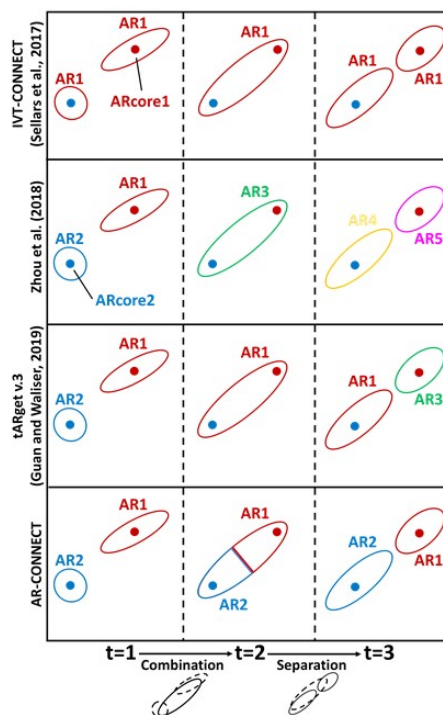 IVT-CONNECT
(Sellars et al., 2017)
AR1
AR1
ARcore1
AR1
AR1
AR1
Zhou et al. (2018)
AR2
AR1
ARcore2
AR3
AR4
AR5
tARget v.3
(Guan and Waliser, 2019)
AR2
AR1
AR1
AR1
AR3
AR-CONNECT
AR2
AR1
AR1
AR2
AR2
AR1
t=1
t=2
t=3
Combination
Separation